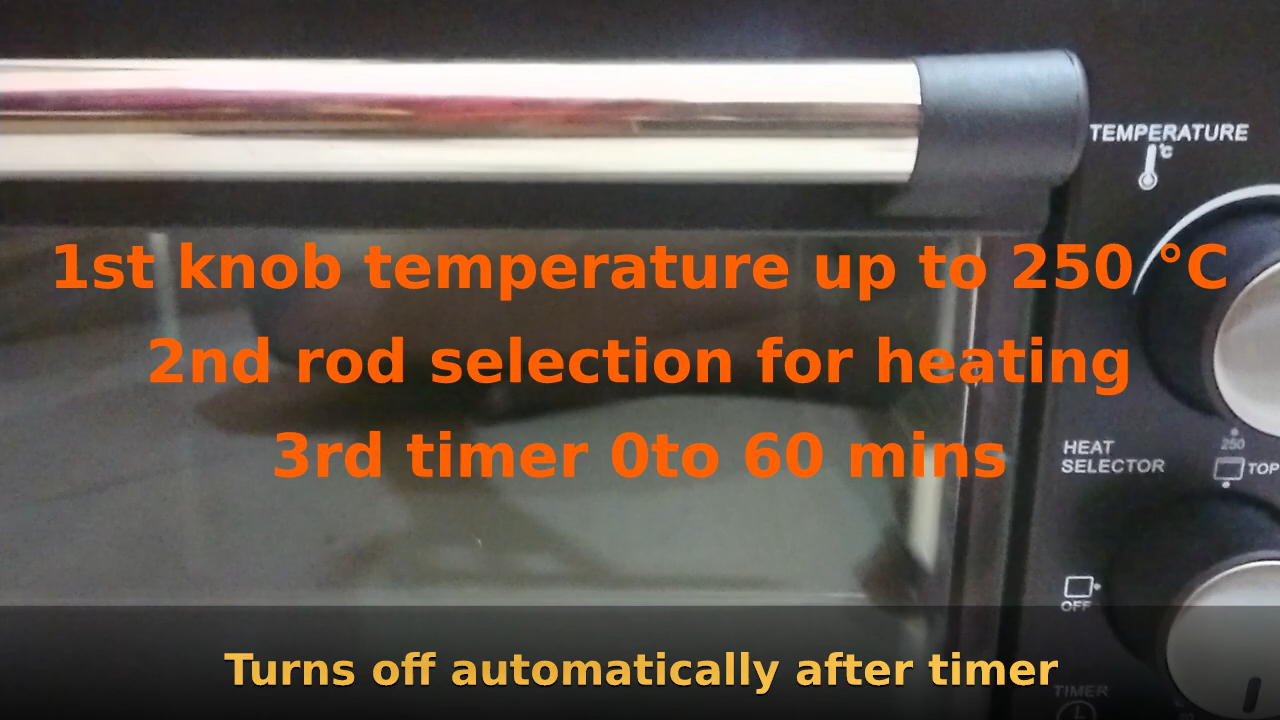 TEMPERATURE
°C
1st knob temperature up to 250 °C
2nd rod selection for heating
3rd timer 0to 60 mins
250
HEAT
SELECTOR
TOP
OFF
Turns off automatically after timer
TIMER